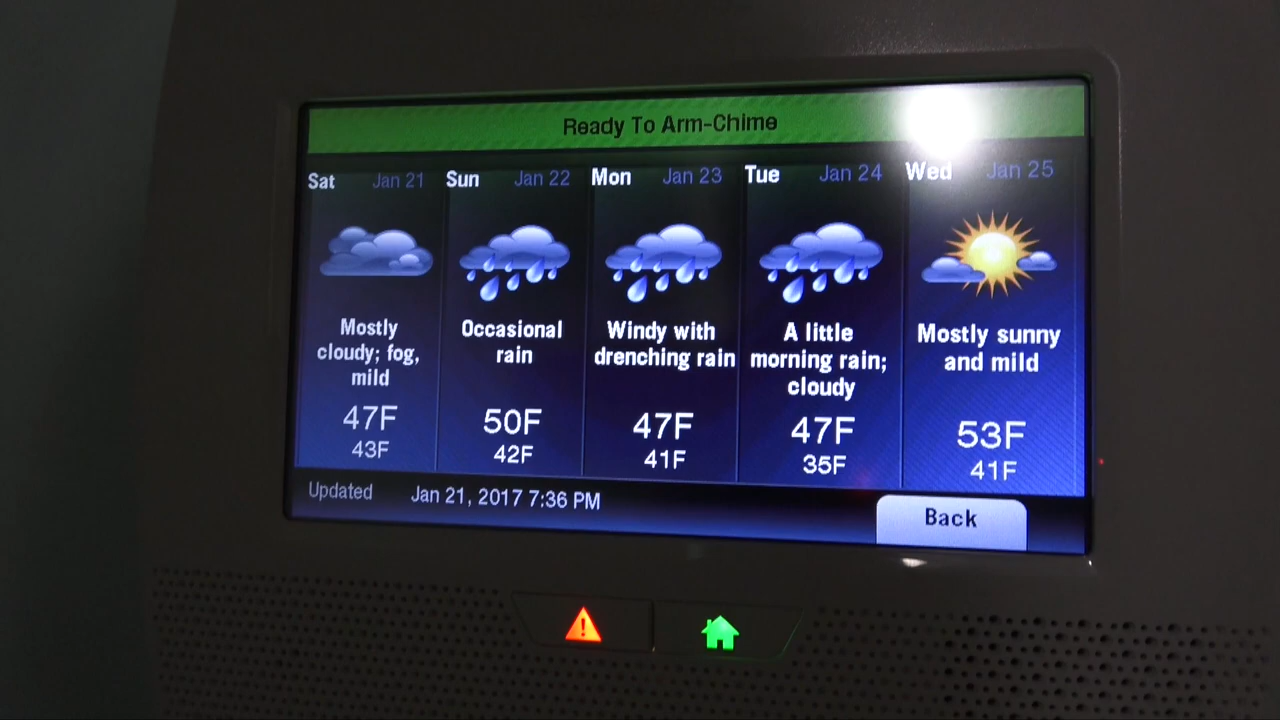 Ready To Arm-Chime
Sat Jan 21
Mostly
cloudy; fog,
mild
47F
43F
Sun Jan 22
Occasional
rain
50F
42F
Mon Jan 23
Windy with
drenching rain
47F
41F
Tue Jan 24
A little
morning rain;
cloudy
47F
35F
Wed Jan 25
Mostly sunny
and mild
53F
41F
Updated Jan 21, 2017 7:36 PM
Back